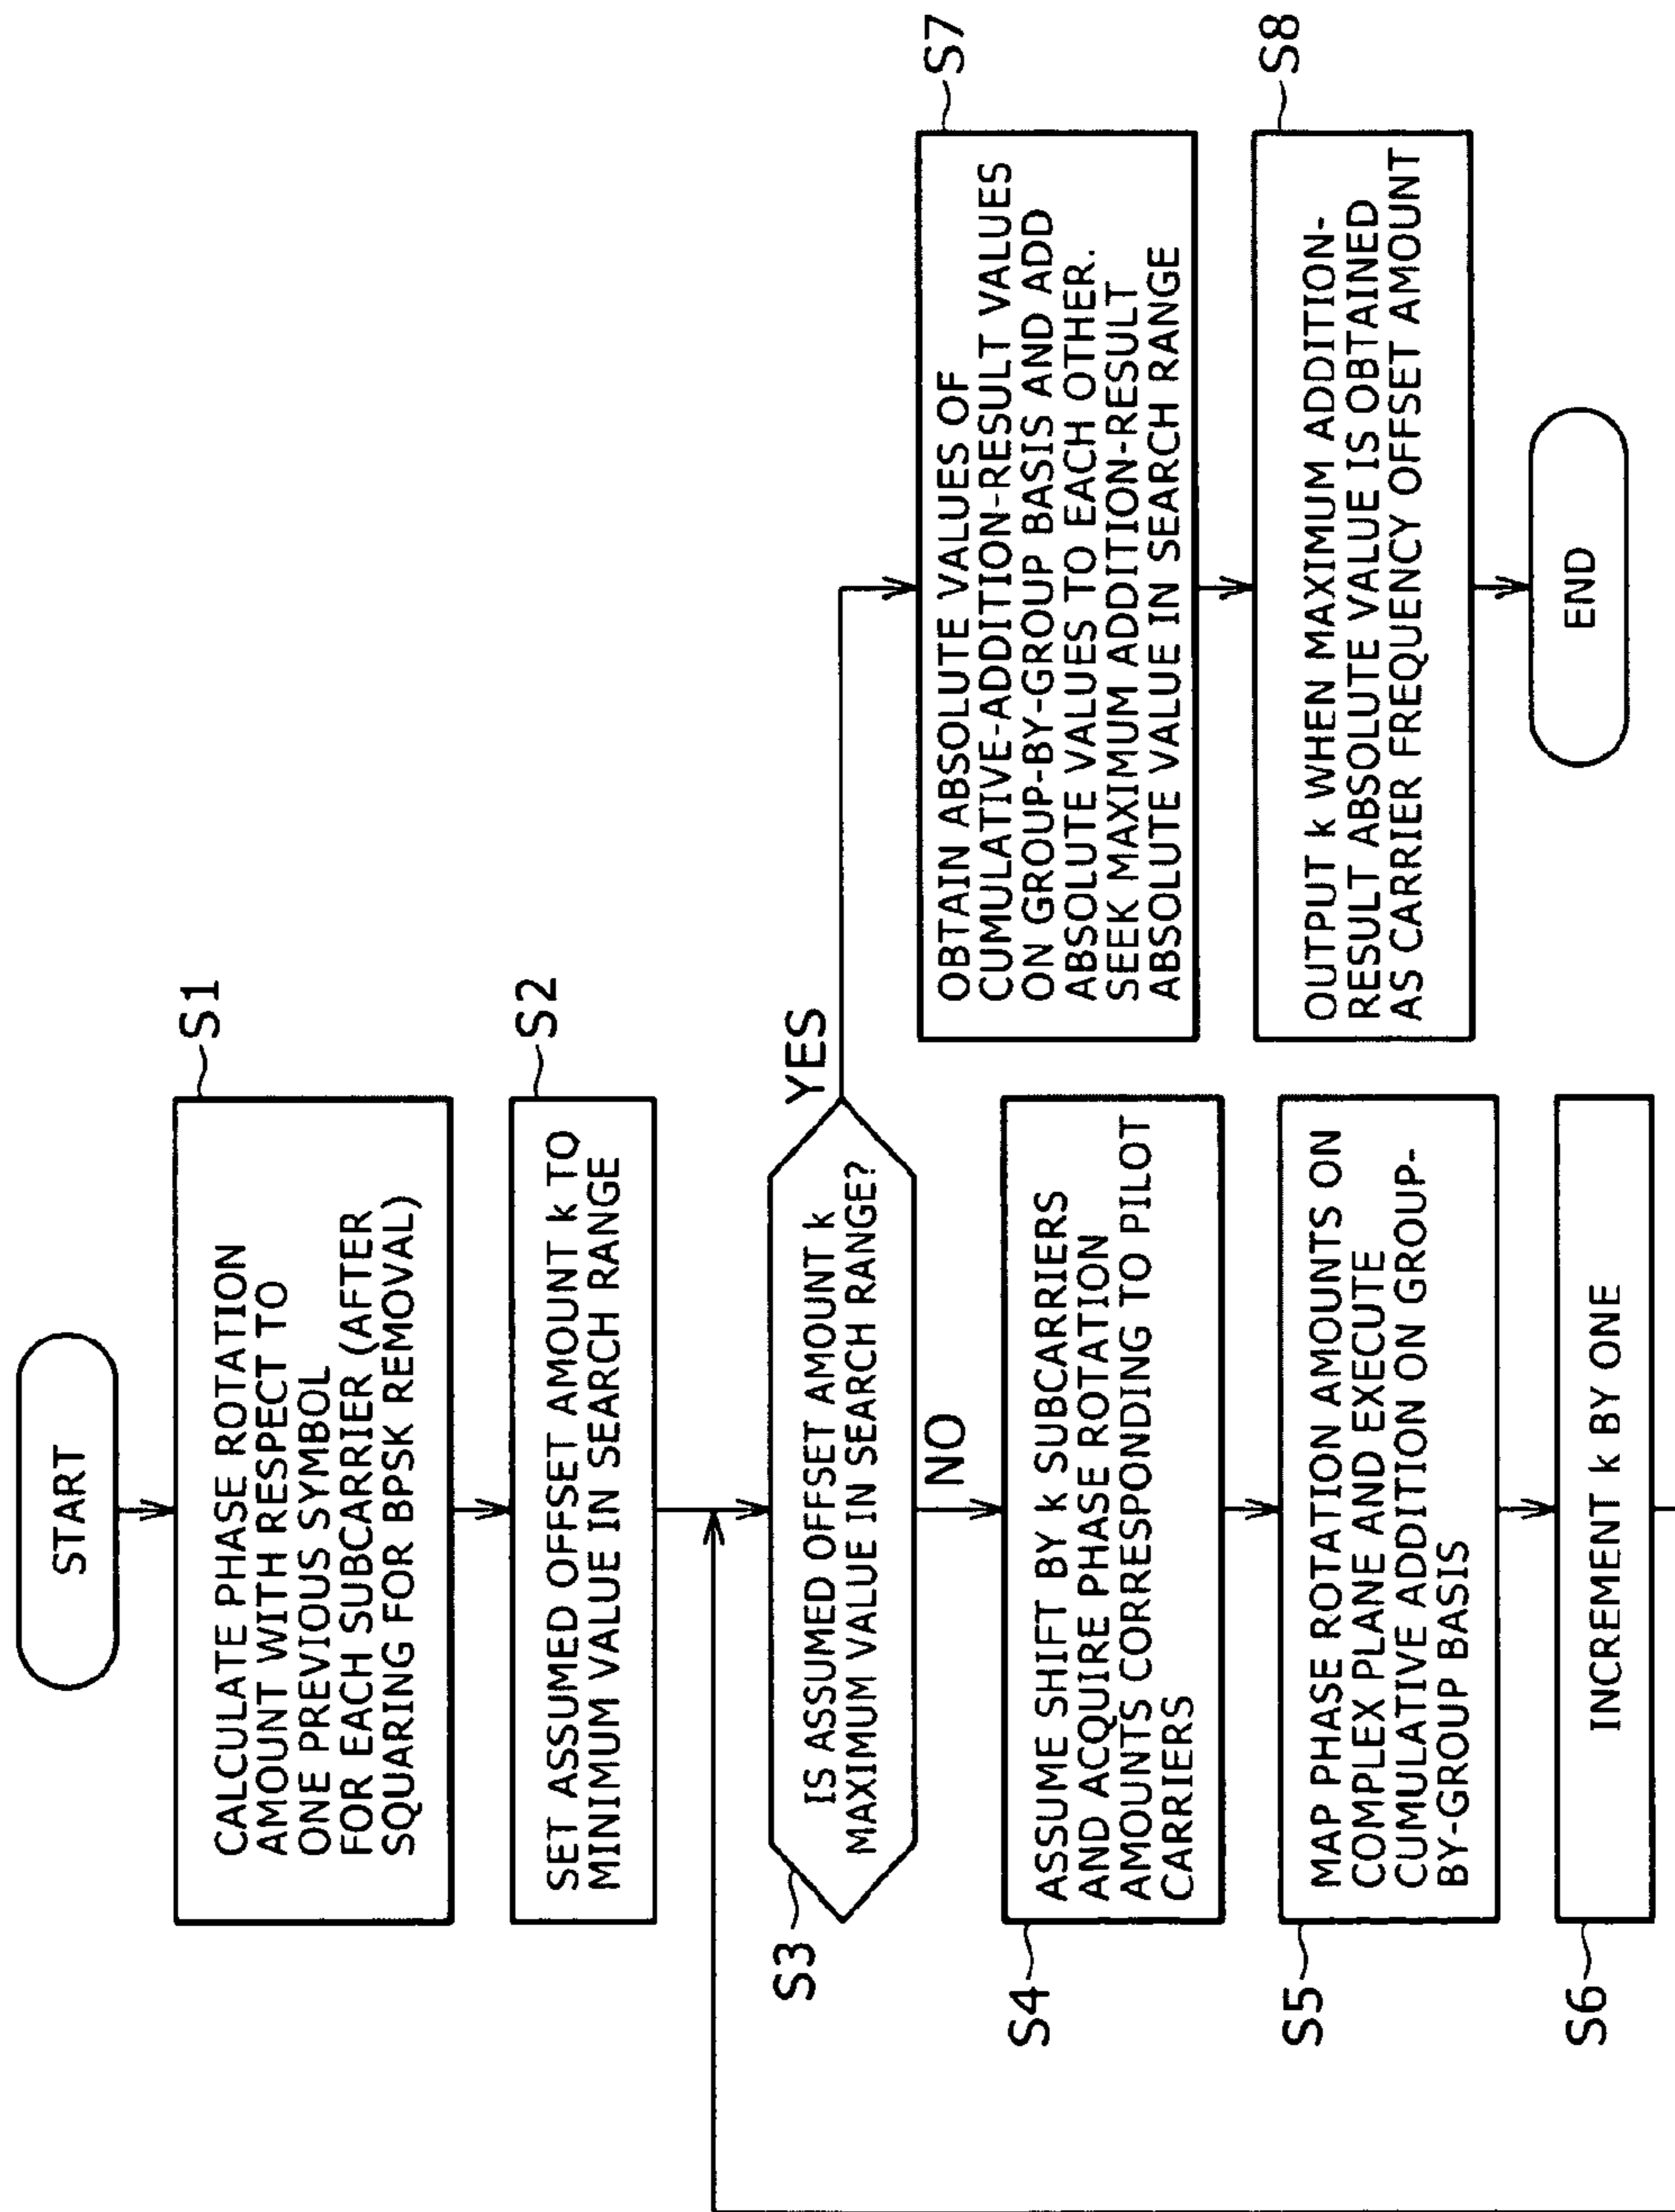 START
S1
CALCULATE PHASE ROTATION
AMOUNT WITH RESPECT TO
ONE PREVIOUS SYMBOL
FOR EACH SUBCARRIER (AFTER
SQUARING FOR BPSK REMOVAL)
S2
SET ASSUMED OFFSET AMOUNT k TO
MINIMUM VALUE IN SEARCH RANGE
S3
IS ASSUMED OFFSET AMOUNT k
MAXIMUM VALUE IN SEARCH RANGE?
YES
NO
S4
ASSUME SHIFT BY k SUBCARRIERS
AND ACQUIRE PHASE ROTATION
AMOUNTS CORRESPONDING TO PILOT
CARRIERS
S5
MAP PHASE ROTATION AMOUNTS ON
COMPLEX PLANE AND EXECUTE
CUMULATIVE ADDITION ON GROUP-
BY-GROUP BASIS
S6
INCREMENT k BY ONE
S7
OBTAIN ABSOLUTE VALUES OF
CUMULATIVE-ADDITION-RESULT VALUES
ON GROUP-BY-GROUP BASIS AND ADD
ABSOLUTE VALUES TO EACH OTHER.
SEEK MAXIMUM ADDITION-RESULT
ABSOLUTE VALUE IN SEARCH RANGE
S8
OUTPUT k WHEN MAXIMUM ADDITION-
RESULT ABSOLUTE VALUE IS OBTAINED
AS CARRIER FREQUENCY OFFSET AMOUNT
END